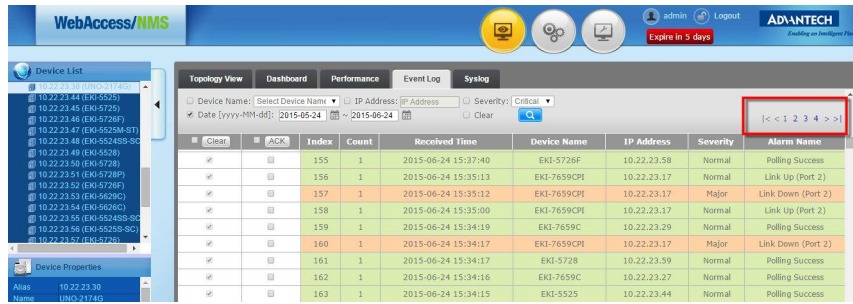 WebAccess/NMS
admin Logout
Expire in 5 days
ADVANTECH
Enabling an Intelligent
Device List
10.22.23.30 (UNO-2174G)
10.22.23.44 (EKI-5525)
10.22.23.45 (EKI-5725)
10.22.23.46 (EKI-5726F)
10.22.23.47 (EKI-5525M-ST)
10.22.23.48 (EKI-5524SS-SC
10.22.23.49 (EKI-5528)
10.22.23.50 (EKI-5728)
10.22.23.51 (EKI-5728P)
10.22.23.52 (EKI-5726F)
10.22.23.53 (EKI-5629C)
10.22.23.54 (EKI-5626C)
10.22.23.55 (EKI-5524SS-SC
10.22.23.56 (EKI-5525S-SC)
10.22.23.57 (EKI-5726)
Device Properties
Alias 10.22.23.30
Name UNO-2174G
Topology View Dashboard Performance Event Log Syslog
Device Name: Select Device Name IP Address: IP Address Severity: Critical
Date [yyyy-MM-dd]: 2015-05-24 ~ 2015-06-24 Clear
|< < 1 2 3 4 > >|
Clear ACK Index Count Received Time Device Name IP Address Severity Alarm Name
155 1 2015-06-24 15:37:40 EKI-5726F 10.22.23.58 Normal Polling Success
156 1 2015-06-24 15:35:13 EKI-7659CPI 10.22.23.17 Normal Link Up (Port 2)
157 1 2015-06-24 15:35:12 EKI-7659CPI 10.22.23.17 Major Link Down (Port 2)
158 1 2015-06-24 15:35:00 EKI-7659CPI 10.22.23.17 Normal Link Up (Port 2)
159 1 2015-06-24 15:34:19 EKI-7659C 10.22.23.29 Normal Polling Success
160 1 2015-06-24 15:34:17 EKI-7659CPI 10.22.23.17 Major Link Down (Port 2)
161 1 2015-06-24 15:34:17 EKI-5728 10.22.23.59 Normal Polling Success
162 1 2015-06-24 15:34:16 EKI-7659C 10.22.23.27 Normal Polling Success
163 1 2015-06-24 15:34:15 EKI-5525 10.22.23.44 Normal Polling Success